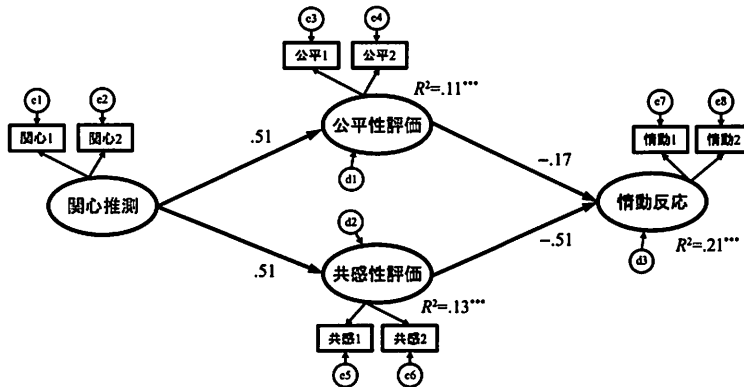 e3
e4
公平1
公平2
R²=.11***
e1
e2
関心1
関心2
.51
公平性評価
d1
-.17
e7
e8
情動1
情動2
関心推測
情動反応
d2
-.51
d3
R²=.21***
.51
共感性評価
R²=.13***
共感1
共感2
e5
e6